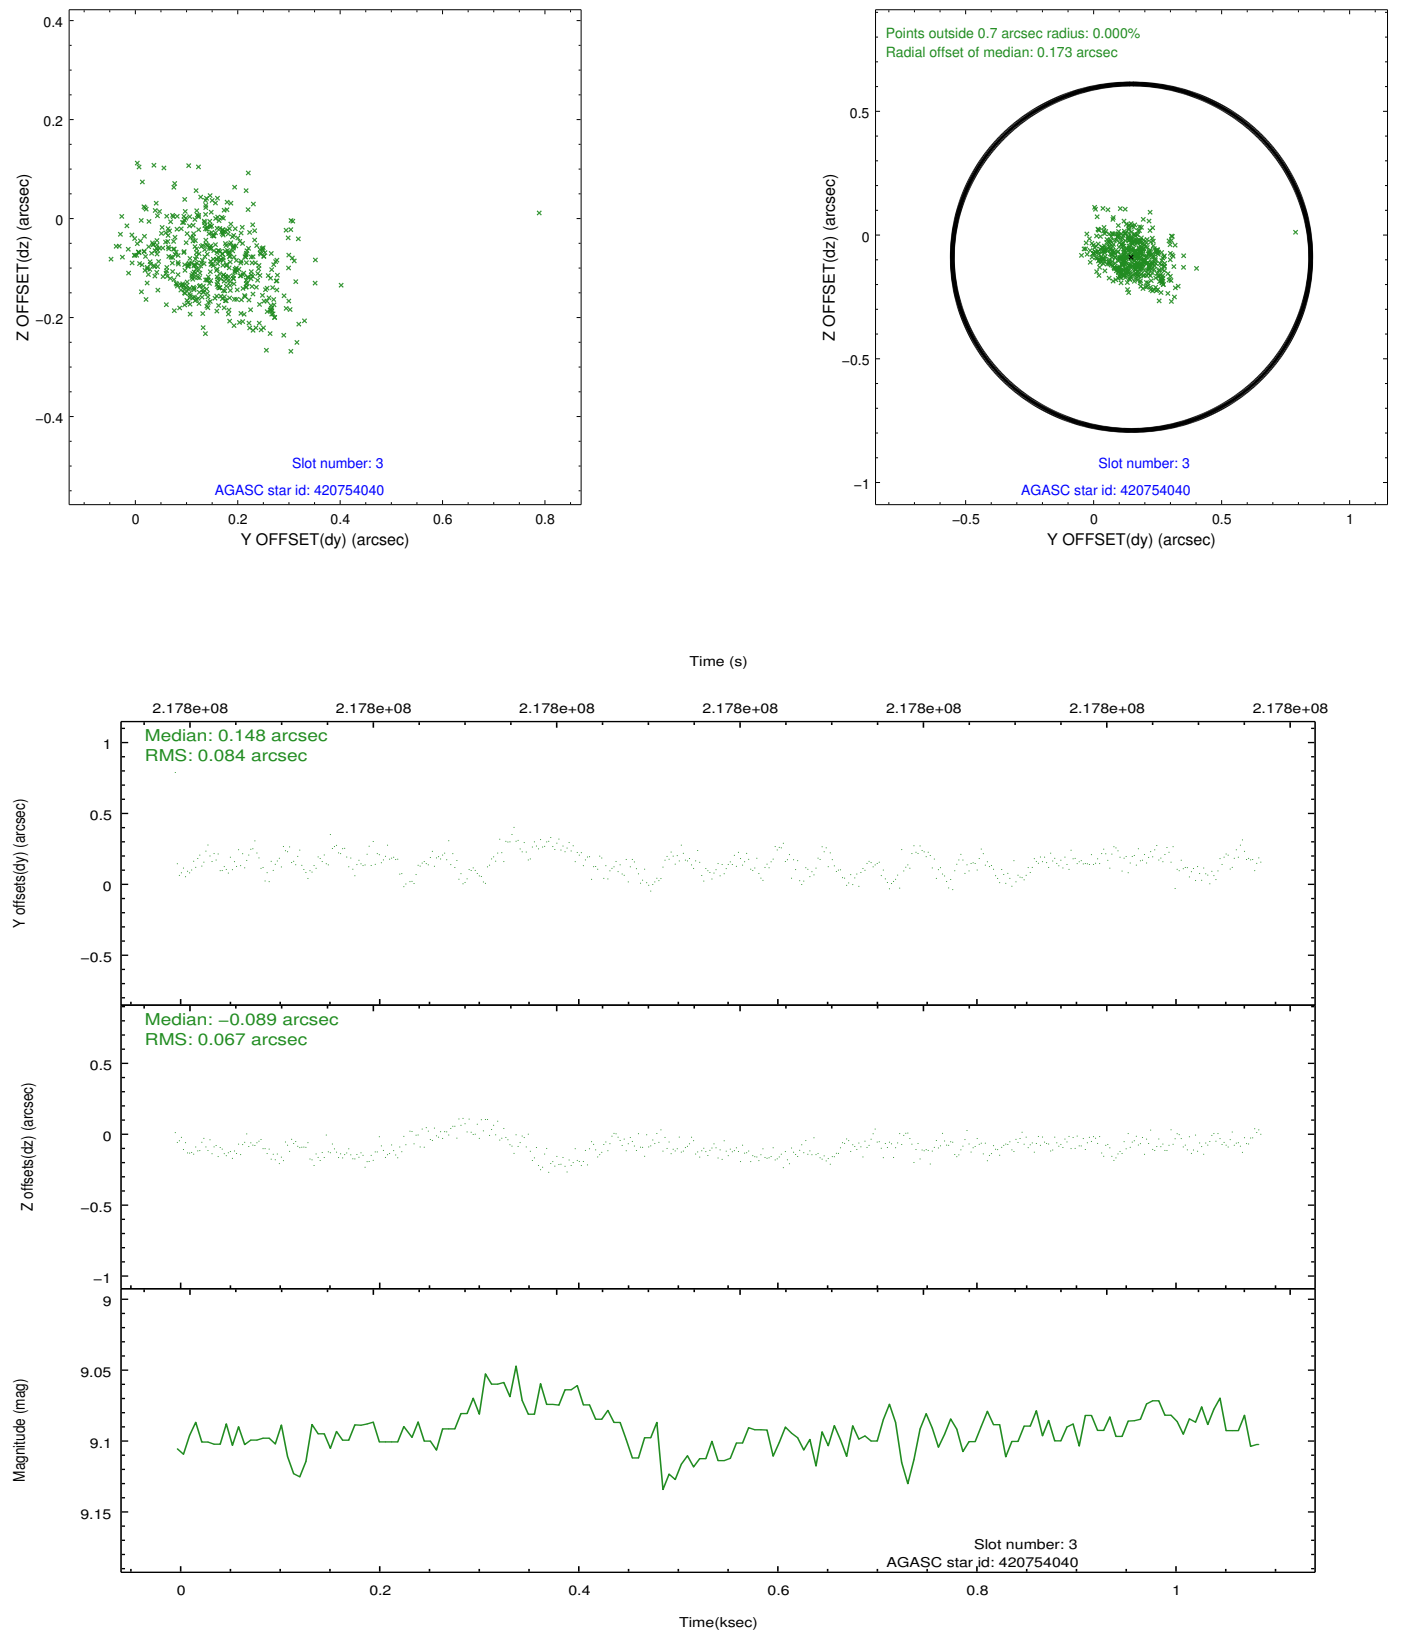 0.4
0.2
0
−0.2
−0.4
Z OFFSET(dz) (arcsec)
Slot number: 3
AGASC star id: 420754040
0 0.2 0.4 0.6 0.8
Y OFFSET(dy) (arcsec)
Points outside 0.7 arcsec radius: 0.000%
Radial offset of median: 0.173 arcsec
0.5
0
−0.5
−1
Z OFFSET(dz) (arcsec)
Slot number: 3
AGASC star id: 420754040
−0.5 0 0.5 1
Y OFFSET(dy) (arcsec)
Time (s)
2.178e+08 2.178e+08 2.178e+08 2.178e+08 2.178e+08 2.178e+08 2.178e+08
Median: 0.148 arcsec
RMS: 0.084 arcsec
1
0.5
0
−0.5
Y offsets(dy) (arcsec)
Median: −0.089 arcsec
RMS: 0.067 arcsec
0.5
0
−0.5
−1
Z offsets(dz) (arcsec)
9
9.05
9.1
9.15
Magnitude (mag)
Slot number: 3
AGASC star id: 420754040
0 0.2 0.4 0.6 0.8 1
Time(ksec)